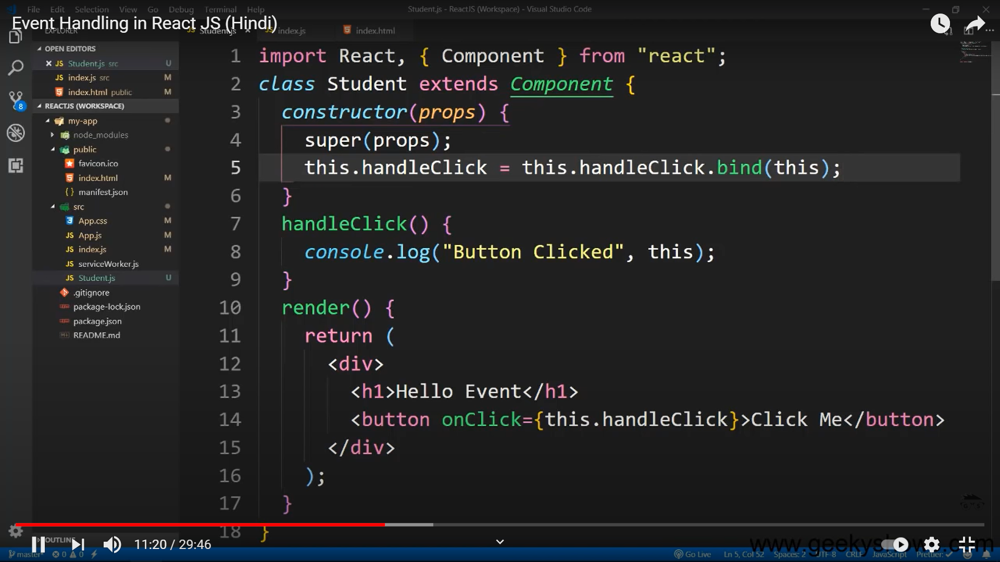 File Edit Selection View Go Debug Terminal Help
Student.js - ReactJS (Workspace) - Visual Studio Code
Event Handling in React JS (Hindi)
EXPLORER
Student.js
index.js
index.html
OPEN EDITORS
JS Student.js src U
JS index.js src M
index.html public M
REACTJS (WORKSPACE)
my-app
node_modules
public
favicon.ico
index.html M
{ } manifest.json
src
App.css M
JS App.js M
JS index.js M
JS serviceWorker.js
JS Student.js U
.gitignore
package-lock.json
package.json
README.md
8
1 import React, { Component } from "react";
2 class Student extends Component {
3 constructor(props) {
4 super(props);
5 this.handleClick = this.handleClick.bind(this);
6 }
7 handleClick() {
8 console.log("Button Clicked", this);
9 }
10 render() {
11 return (
12 <div>
13 <h1>Hello Event</h1>
14 <button onClick={this.handleClick}>Click Me</button>
15 </div>
16 );
17 }
18 }
OUTLINE
11:20 / 29:46
master* 0 0
Go Live Ln 5, Col 52 Spaces: 2 UTF-8 CRLF JavaScript Prettier: ✓